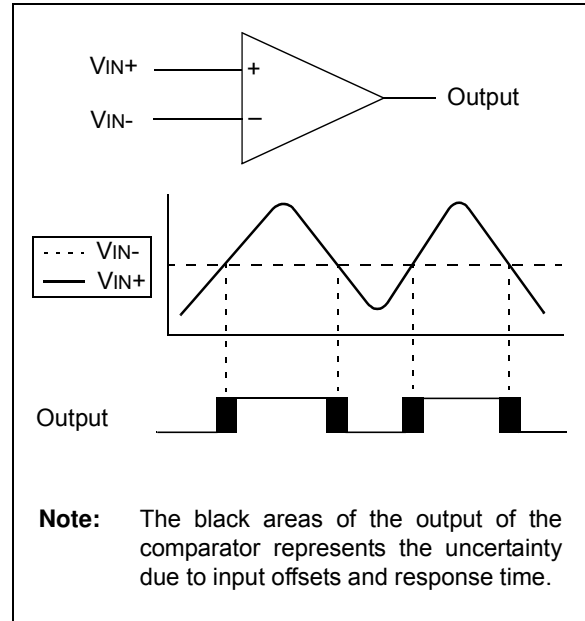 VIN+
+
Output
VIN-
–
VIN-
VIN+
Output
Note: The black areas of the output of the
comparator represents the uncertainty
due to input offsets and response time.